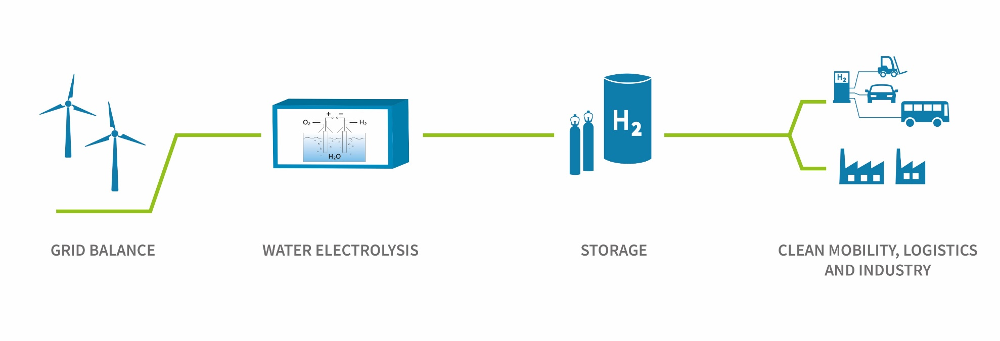 + −
O₂ H₂
H₂O
H₂
H₂
GRID BALANCE
WATER ELECTROLYSIS
STORAGE
CLEAN MOBILITY, LOGISTICS
AND INDUSTRY